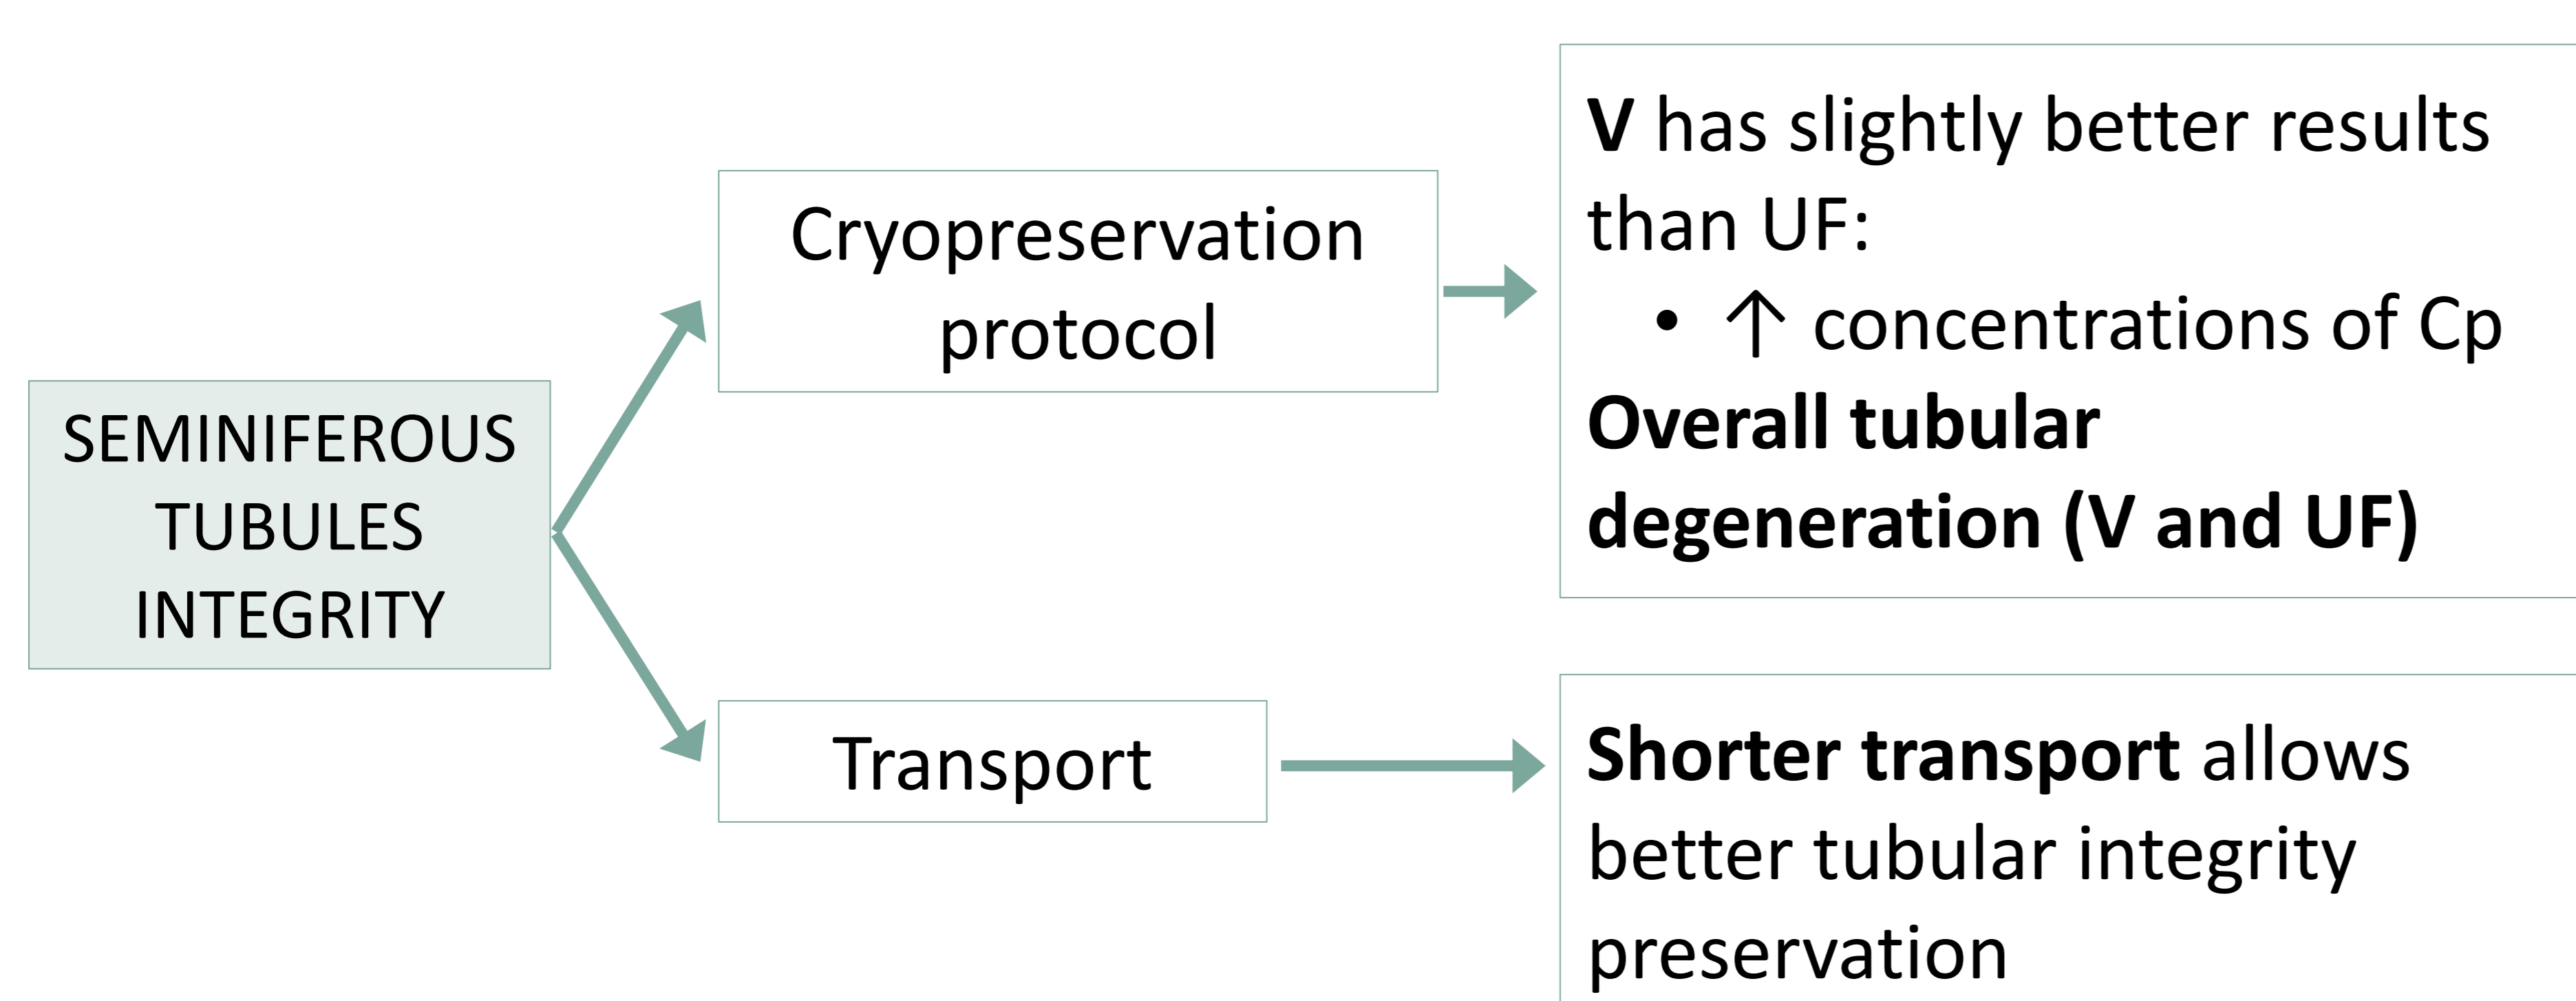 SEMINIFEROUS
TUBULES
INTEGRITY
Cryopreservation
protocol
V has slightly better results
than UF:
• ↑ concentrations of Cp
Overall tubular
degeneration (V and UF)
Transport
Shorter transport allows
better tubular integrity
preservation